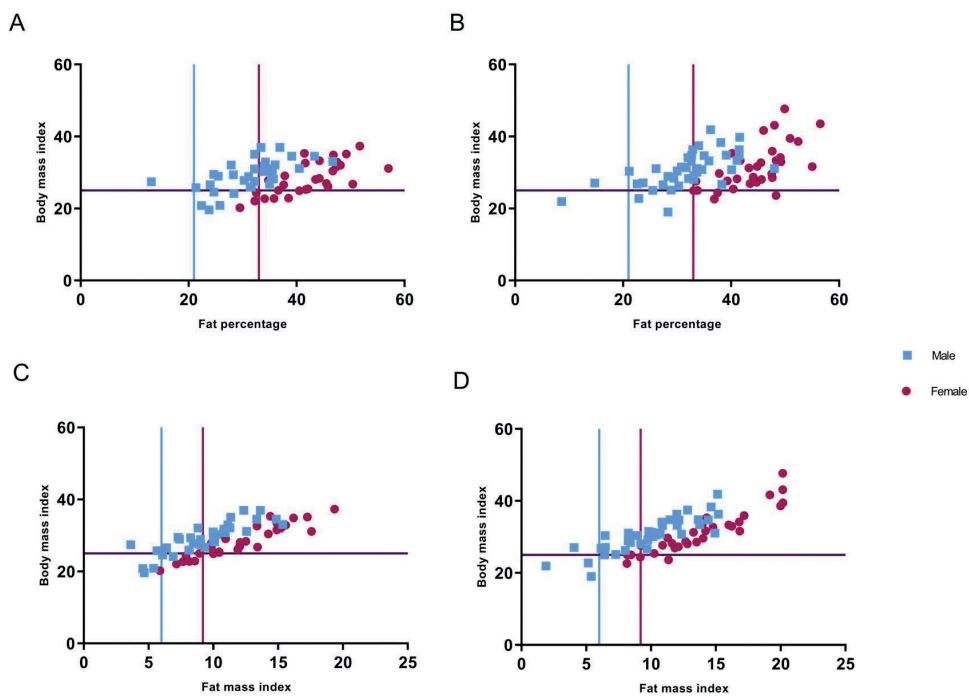 A
B
60
40
20
0
Body mass index
0 20 40 60
Fat percentage
60
40
20
0
Body mass index
0 20 40 60
Fat percentage
Male
Female
C
D
60
40
20
0
Body mass index
0 5 10 15 20 25
Fat mass index
60
40
20
0
Body mass index
0 5 10 15 20 25
Fat mass index